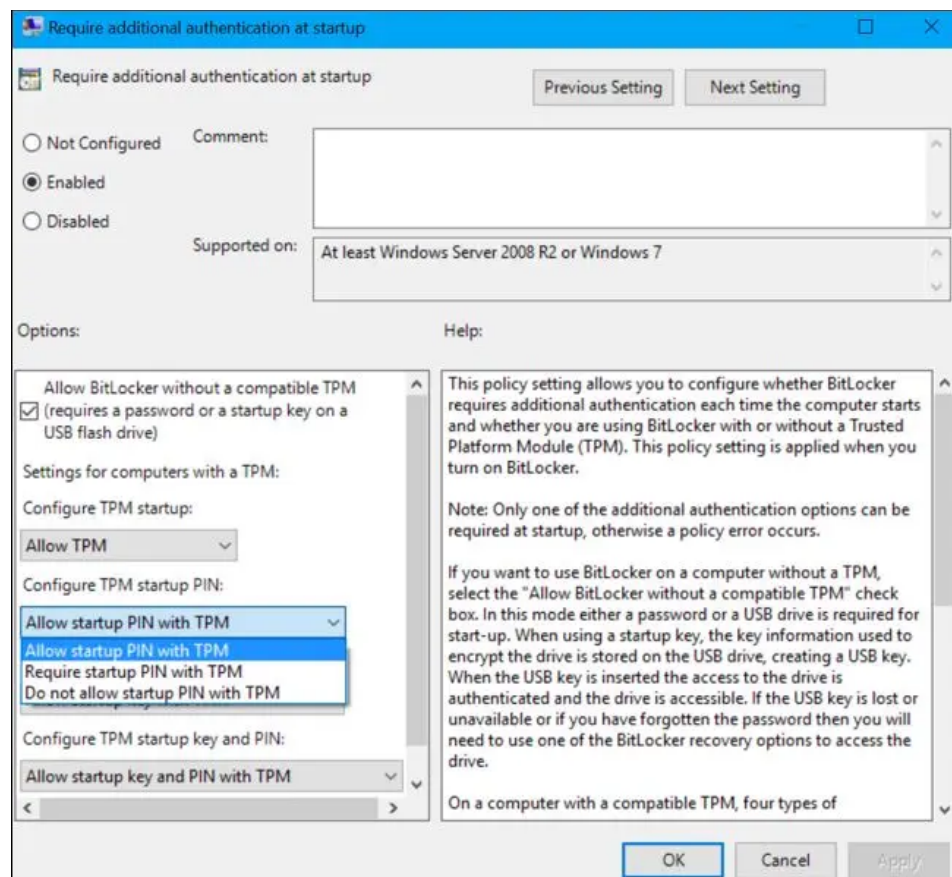 Require additional authentication at startup
Require additional authentication at startup
Previous Setting
Next Setting
Not Configured
Enabled
Disabled
Comment:
Supported on:
At least Windows Server 2008 R2 or Windows 7
Options:
Help:
Allow BitLocker without a compatible TPM
(requires a password or a startup key on a
USB flash drive)
Settings for computers with a TPM:
Configure TPM startup:
Allow TPM
Configure TPM startup PIN:
Allow startup PIN with TPM
Allow startup PIN with TPM
Require startup PIN with TPM
Do not allow startup PIN with TPM
Configure TPM startup key and PIN:
Allow startup key and PIN with TPM
This policy setting allows you to configure whether BitLocker
requires additional authentication each time the computer starts
and whether you are using BitLocker with or without a Trusted
Platform Module (TPM). This policy setting is applied when you
turn on BitLocker.
Note: Only one of the additional authentication options can be
required at startup, otherwise a policy error occurs.
If you want to use BitLocker on a computer without a TPM,
select the "Allow BitLocker without a compatible TPM" check
box. In this mode either a password or a USB drive is required for
start-up. When using a startup key, the key information used to
encrypt the drive is stored on the USB drive, creating a USB key.
When the USB key is inserted the access to the drive is
authenticated and the drive is accessible. If the USB key is lost or
unavailable or if you have forgotten the password then you will
need to use one of the BitLocker recovery options to access the
drive.
On a computer with a compatible TPM, four types of
OK
Cancel
Apply